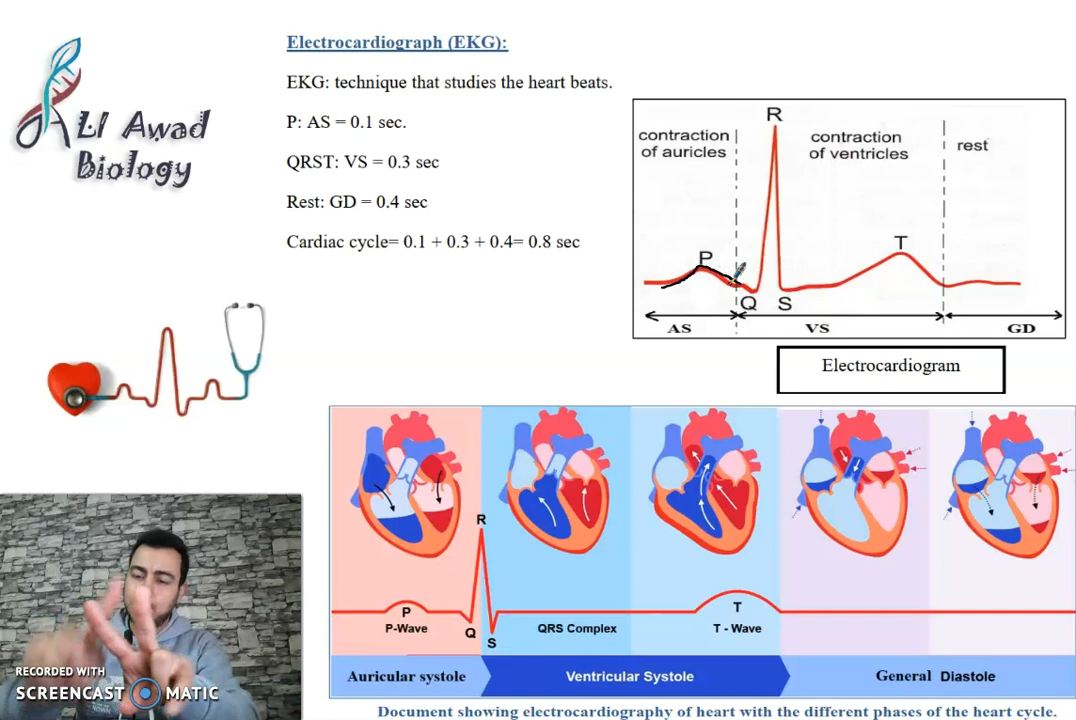 Electrocardiograph (EKG):
EKG: technique that studies the heart beats.
P: AS = 0.1 sec.
QRST: VS = 0.3 sec
Rest: GD = 0.4 sec
Cardiac cycle= 0.1 + 0.3 + 0.4= 0.8 sec
ALI Awad
Biology
contraction of auricles
contraction of ventricles
rest
R
P
T
Q
S
AS
VS
GD
Electrocardiogram
R
P
T
P-Wave
Q
S
QRS Complex
T - Wave
Auricular systole
Ventricular Systole
General Diastole
Document showing electrocardiography of heart with the different phases of the heart cycle.
RECORDED WITH
SCREENCAST MATIC